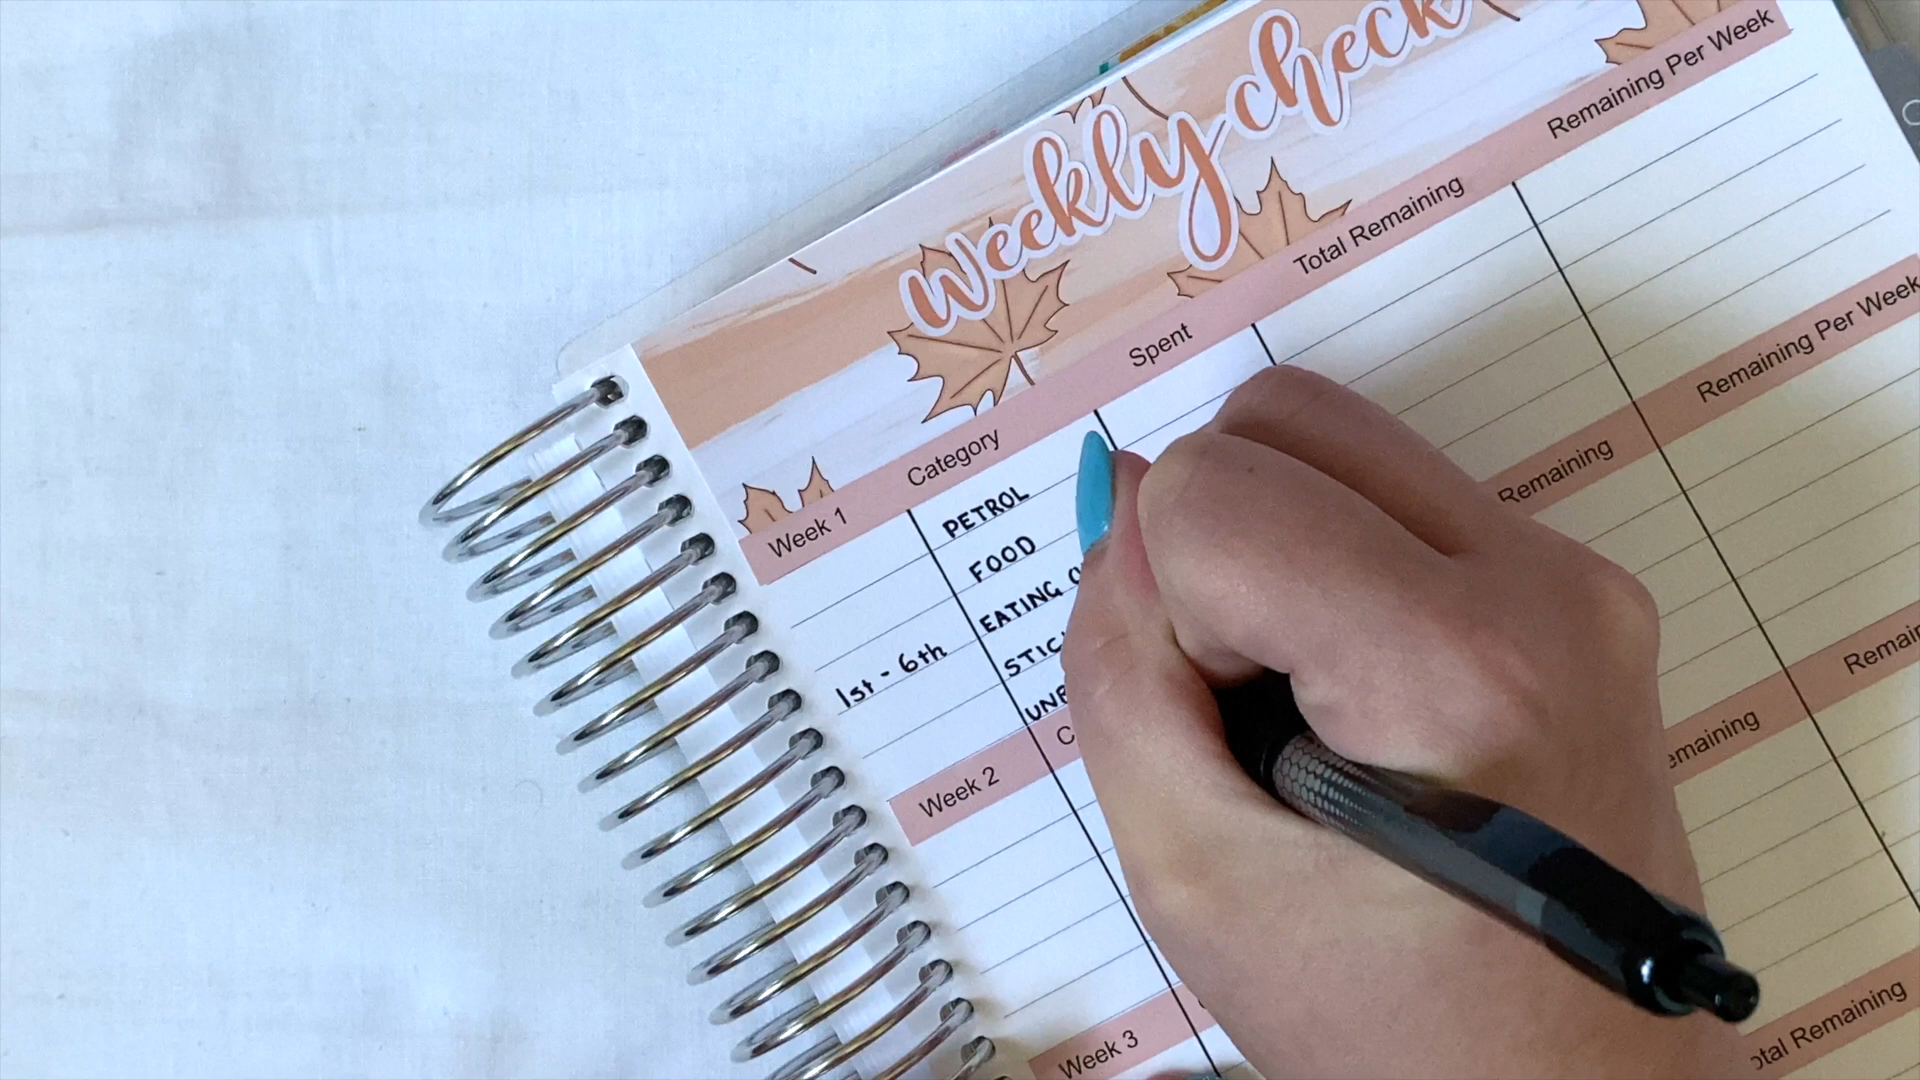 Weekly check
Week 1 Category Spent Total Remaining Remaining Per Week
PETROL
FOOD
EATING
1st - 6th
Week 2 Remaining Remaining Per Week
Week 3
Total Remaining